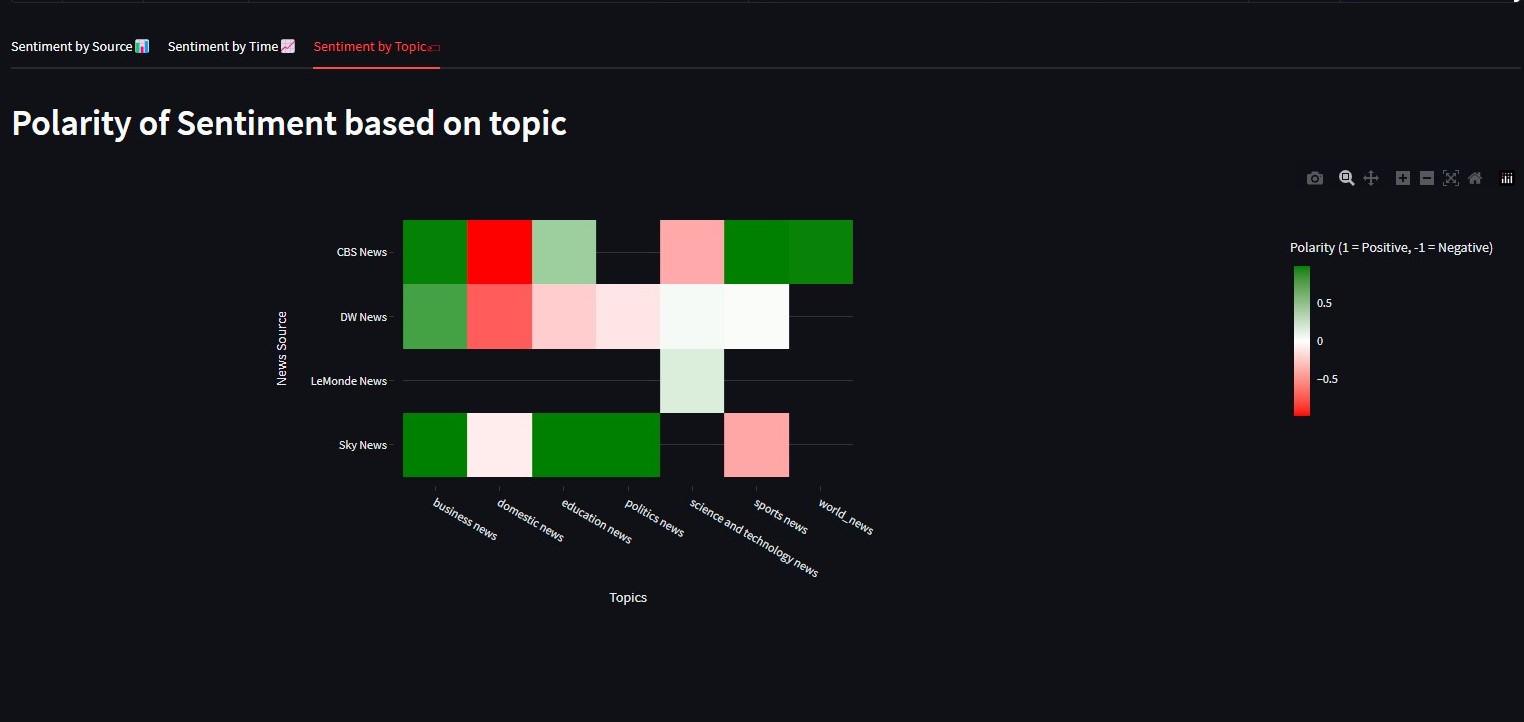 Sentiment by Source 📊 Sentiment by Time 📈 Sentiment by Topic
Polarity of Sentiment based on topic
Polarity (1 = Positive, -1 = Negative)
0.5
0
−0.5
News Source
CBS News
DW News
LeMonde News
Sky News
business news
domestic news
education news
politics news
science and technology news
sports news
world_news
Topics